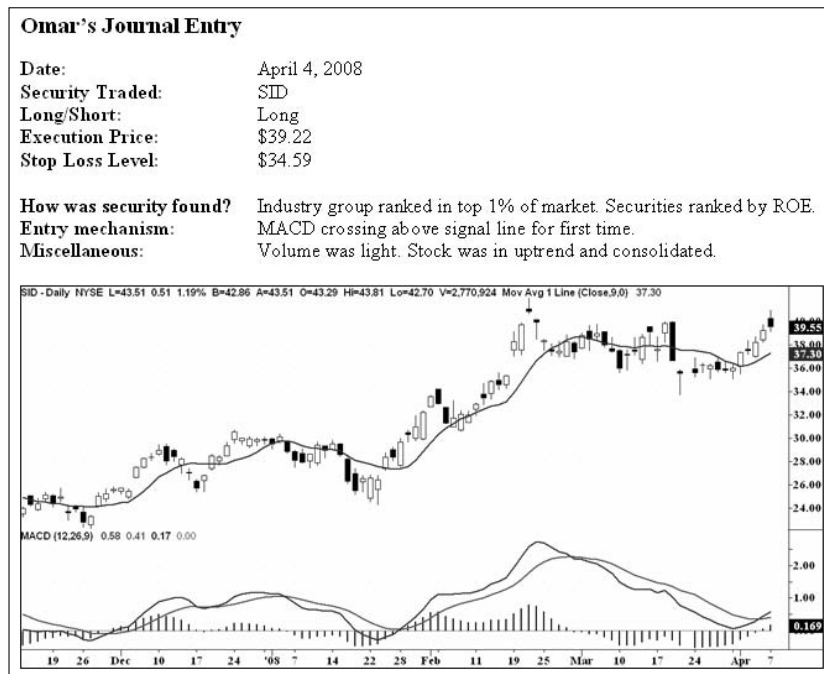 Omar's Journal Entry
Date: April 4, 2008
Security Traded: SID
Long/Short: Long
Execution Price: $39.22
Stop Loss Level: $34.59
How was security found? Industry group ranked in top 1% of market. Securities ranked by ROE.
Entry mechanism: MACD crossing above signal line for first time.
Miscellaneous: Volume was light. Stock was in uptrend and consolidated.
SID - Daily NYSE L=43.51 0.51 1.19% B=42.86 A=43.51 O=43.29 Hi=43.81 Lo=42.70 V=2,770,924 Mov Avg 1 Line (Close,9,0) 37.30
39.55
38.00
37.30
36.00
34.00
32.00
30.00
28.00
26.00
24.00
MACD (12,26,9) 0.58 0.41 0.17 0.00
2.00
1.00
0.169
19 26 Dec 10 17 24 '08 7 14 22 28 Feb 11 19 25 Mar 10 17 24 Apr 7